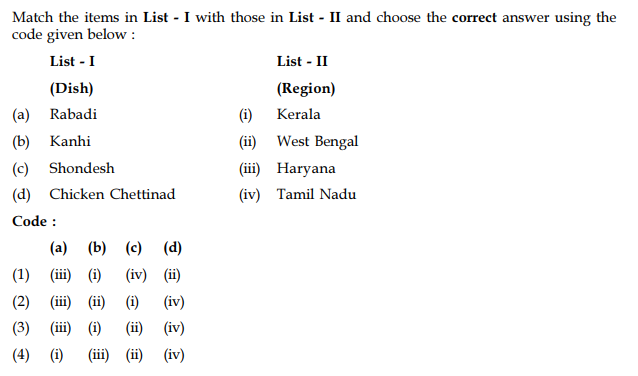 Match the items in List - I with those in List - II and choose the correct answer using the
code given below :
List - I List - II
(Dish) (Region)
(a) Rabadi (i) Kerala
(b) Kanhi (ii) West Bengal
(c) Shondesh (iii) Haryana
(d) Chicken Chettinad (iv) Tamil Nadu
Code :
(a) (b) (c) (d)
(1) (iii) (i) (iv) (ii)
(2) (iii) (ii) (i) (iv)
(3) (iii) (i) (ii) (iv)
(4) (i) (iii) (ii) (iv)